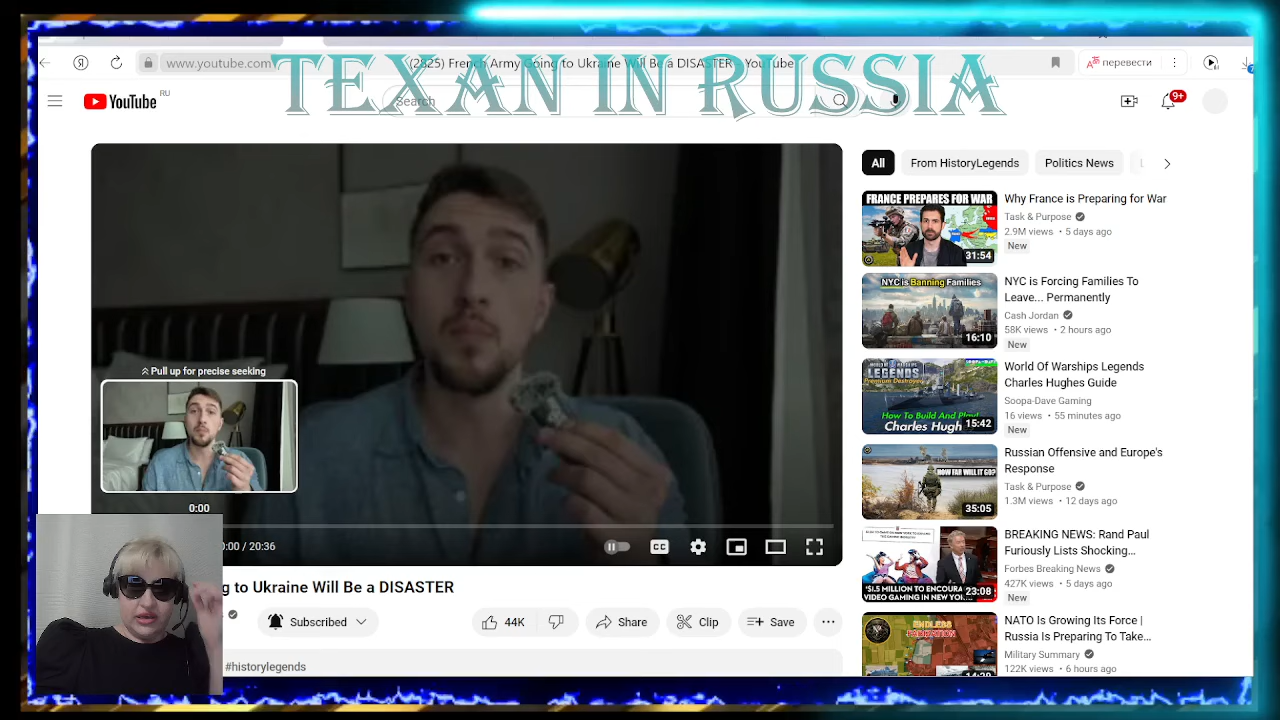 TEXAN IN RUSSIA
www.youtube.com
(2825) French Army Going to Ukraine Will Be a DISASTER - YouTube
перевести
YouTube
RU
Search
9+
All
From HistoryLegends
Politics News
FRANCE PREPARES FOR WAR
31:54
Why France is Preparing for War
Task & Purpose
2.9M views • 5 days ago
New
NYC is Banning Families
16:10
NYC is Forcing Families To
Leave... Permanently
Cash Jordan
58K views • 2 hours ago
New
LEGENDS
Premium Destroyer
How To Build And Play!
Charles Hugh
15:42
World Of Warships Legends
Charles Hughes Guide
Soopa-Dave Gaming
16 views • 55 minutes ago
New
HOW FAR WILL IT GO?
35:05
Russian Offensive and Europe's
Response
Task & Purpose
1.3M views • 12 days ago
$1.5 MILLION TO ENCOURA
VIDEO GAMING IN NEW YOR
23:08
BREAKING NEWS: Rand Paul
Furiously Lists Shocking...
Forbes Breaking News
427K views • 5 days ago
New
ENDLESS
NATO Is Growing Its Force |
Russia Is Preparing To Take...
Military Summary
122K views • 6 hours ago
Pull up for precise seeking
0:00
0:00 / 20:36
CC
g to Ukraine Will Be a DISASTER
Subscribed
44K
Share
Clip
Save
#historylegends